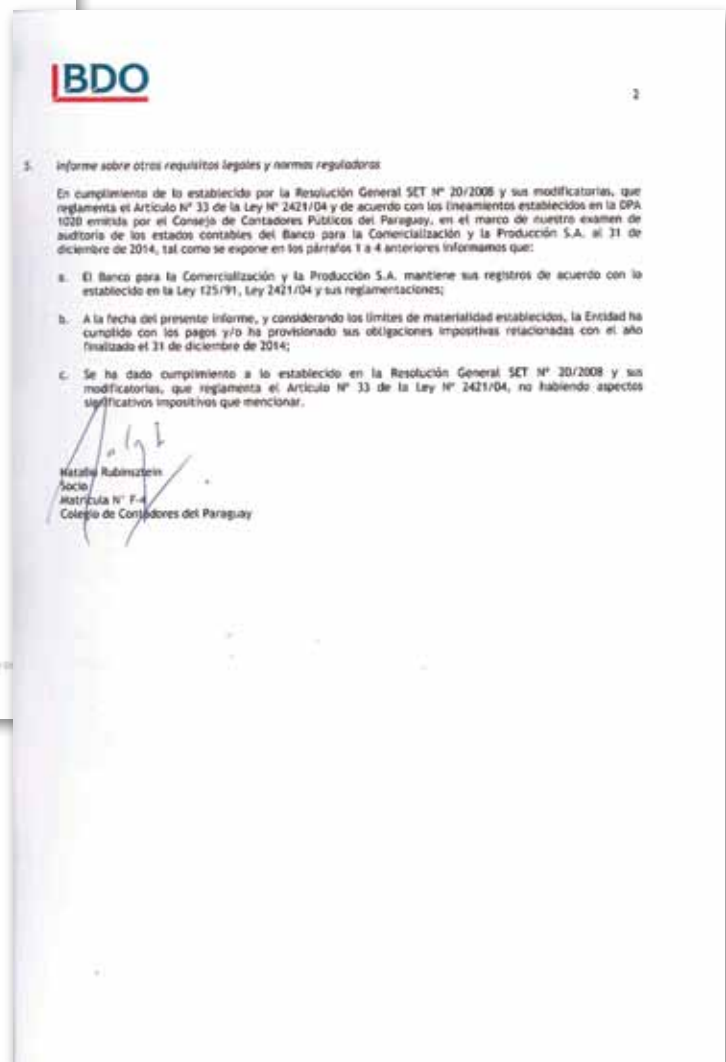 BDO
2
5. Informe sobre otros requisitos legales y normas reguladoras
En cumplimiento de lo establecido por la Resolución General SET Nº 20/2008 y sus modificatorias, que
reglamenta el Artículo Nº 33 de la Ley Nº 2421/04 y de acuerdo con los lineamientos establecidos en la DPA
1020 emitida por el Consejo de Contadores Públicos del Paraguay, en el marco de nuestro examen de
auditoría de los estados contables del Banco para la Comercialización y la Producción S.A. al 31 de
diciembre de 2014, tal como se expone en los párrafos 1 a 4 anteriores informamos que:
a. El Banco para la Comercialización y la Producción S.A. mantiene sus registros de acuerdo con lo
establecido en la Ley 125/91, Ley 2421/04 y sus reglamentaciones;
b. A la fecha del presente informe, y considerando los límites de materialidad establecidos, la Entidad ha
cumplido con los pagos y/o ha provisionado sus obligaciones impositivas relacionadas con el año
finalizado el 31 de diciembre de 2014;
c. Se ha dado cumplimiento a lo establecido en la Resolución General SET Nº 20/2008 y sus
modificatorias, que reglamenta el Artículo Nº 33 de la Ley Nº 2421/04, no habiendo aspectos
significativos impositivos que mencionar.
Natalio Rubinsztein
Socio
Matrícula N° F-4
Colegio de Contadores del Paraguay